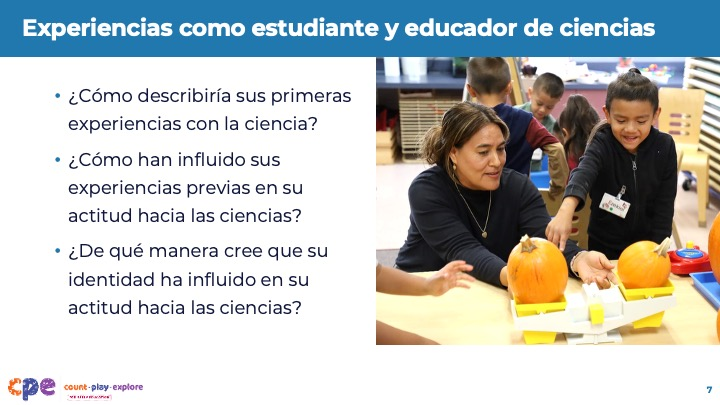 Experiencias como estudiante y educador de ciencias
• ¿Cómo describiría sus primeras
experiencias con la ciencia?
• ¿Cómo han influido sus
experiencias previas en su
actitud hacia las ciencias?
• ¿De qué manera cree que su
identidad ha influido en su
actitud hacia las ciencias?
cpe
count·play·explore
7